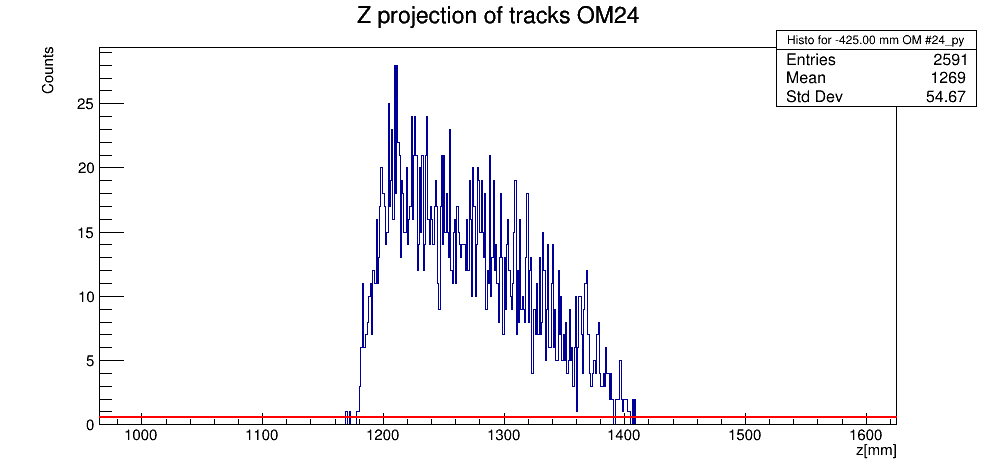 Z projection of tracks OM24
Histo for -425.00 mm OM #24_py
Entries 2591
Mean 1269
Std Dev 54.67
Counts
25
20
15
10
5
0
1000 1100 1200 1300 1400 1500 1600
z[mm]